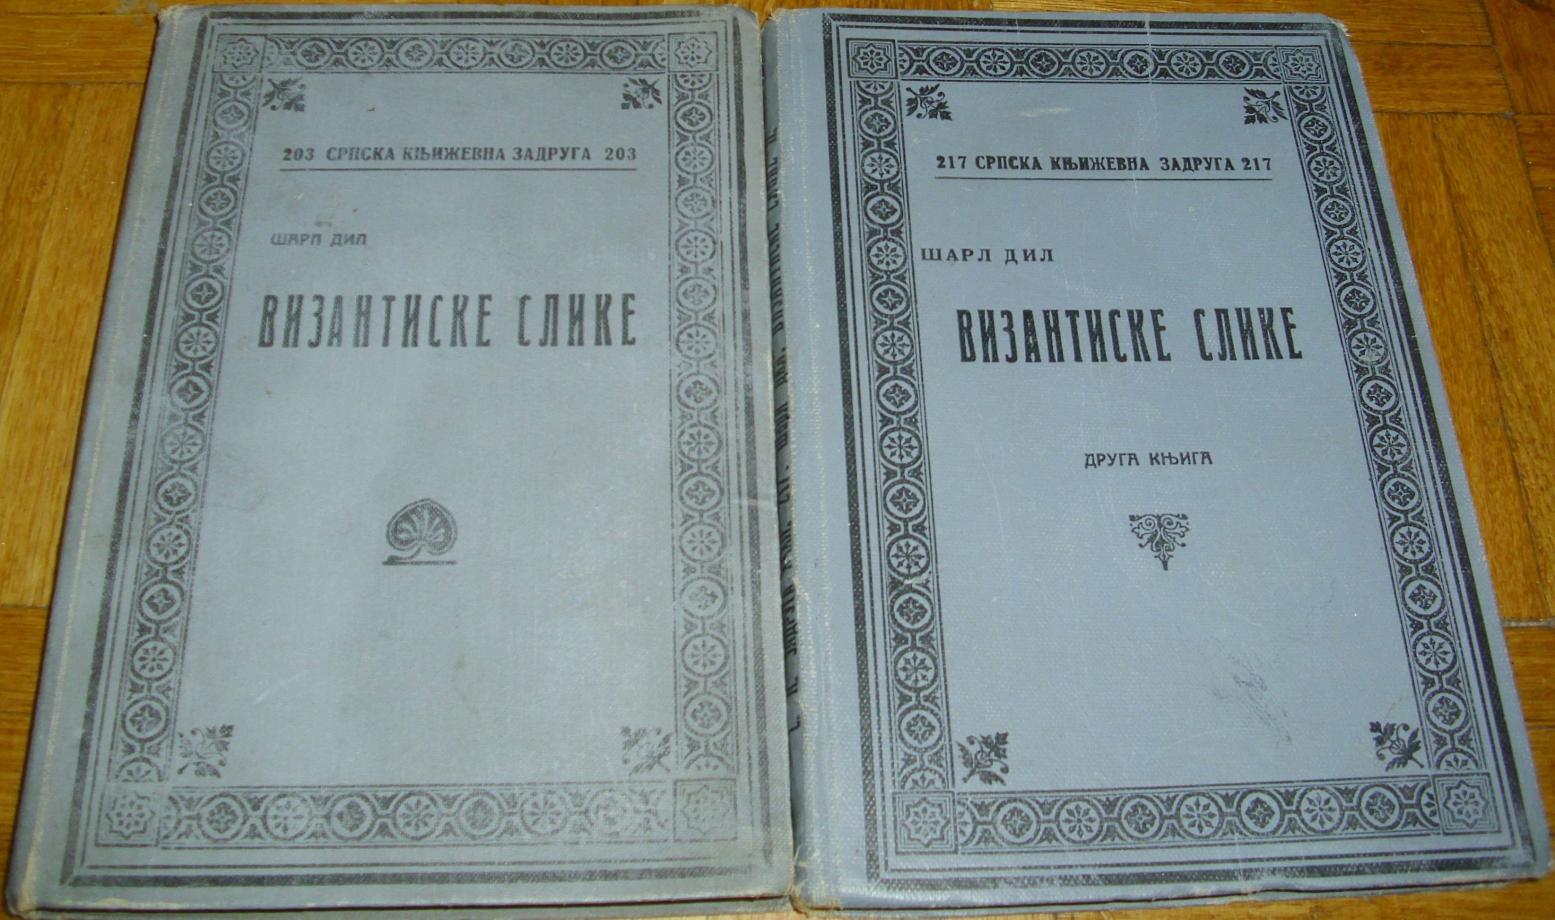 203 СРПСКА КЊИЖЕВНА ЗАДРУГА 203
ШАРЛ ДИЛ
ВИЗАНТИСКЕ СЛИКЕ
217 СРПСКА КЊИЖЕВНА ЗАДРУГА 217
ШАРЛ ДИЛ
ВИЗАНТИСКЕ СЛИКЕ
ДРУГА КЊИГА